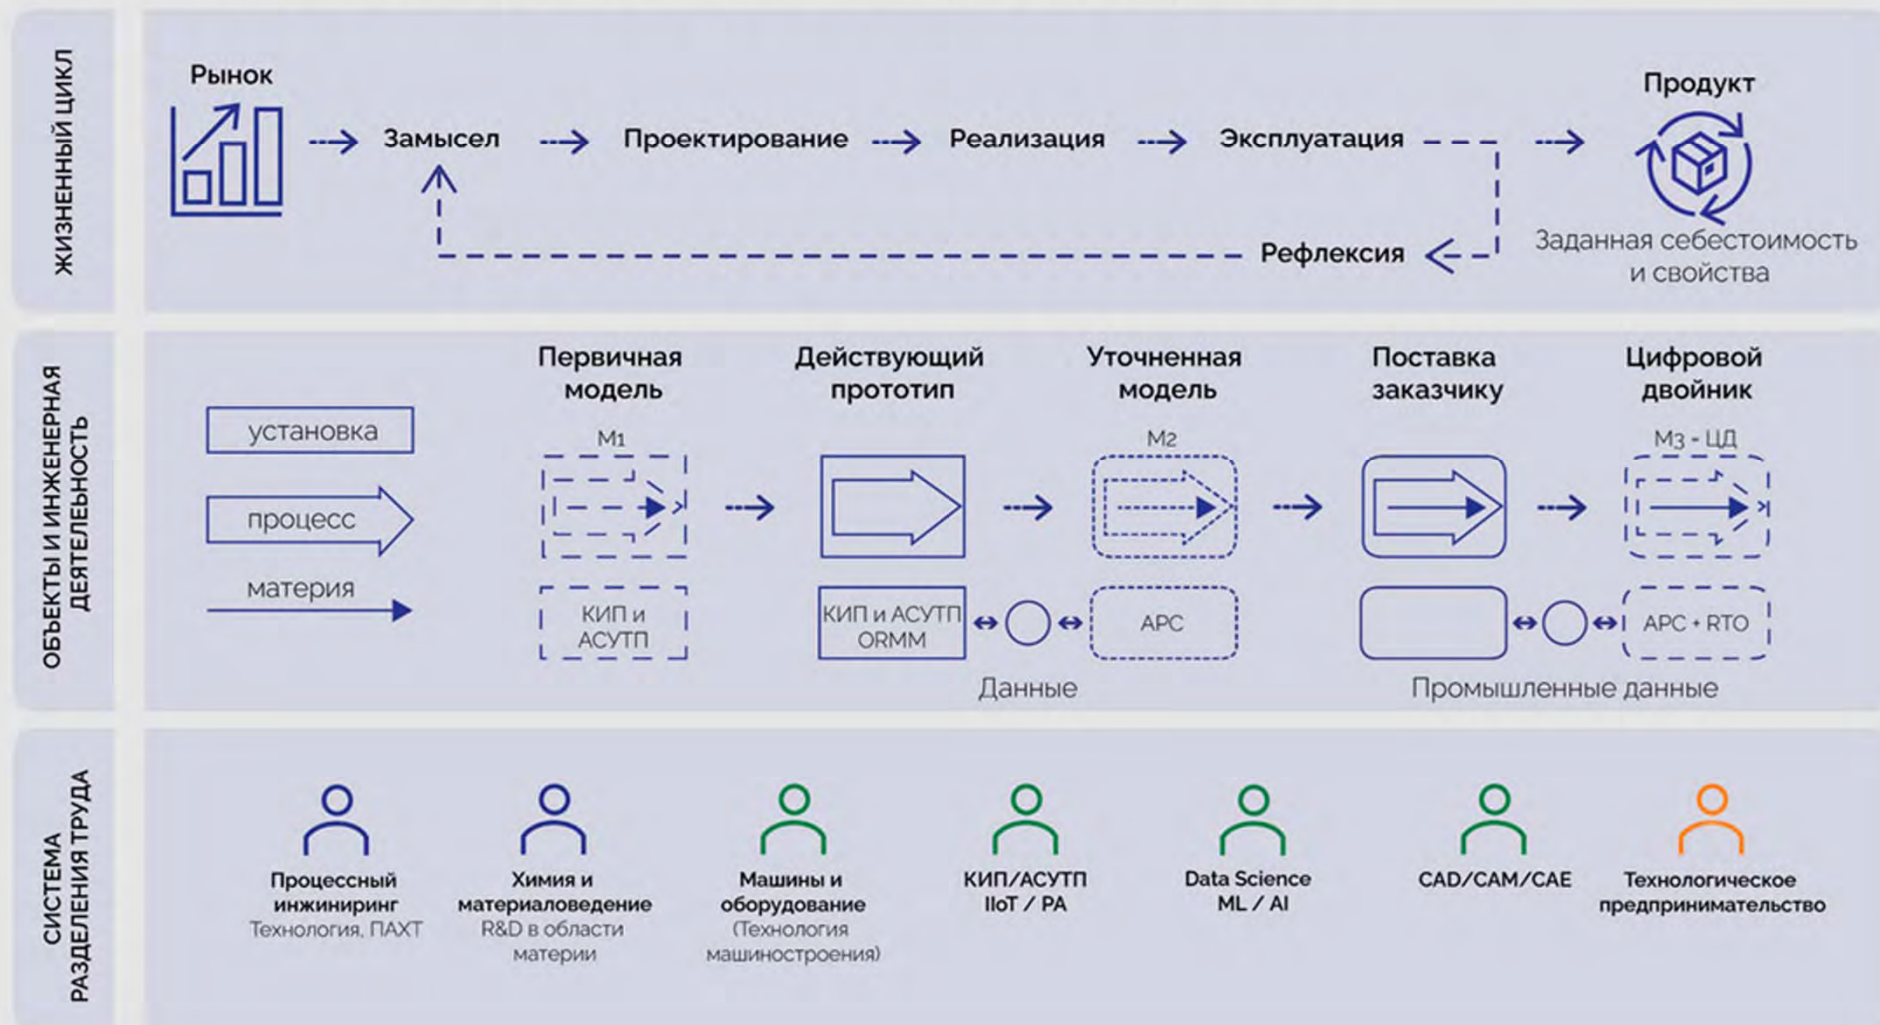 ЖИЗНЕННЫЙ ЦИКЛ
Рынок
Замысел
Проектирование
Реализация
Эксплуатация
Продукт
Рефлексия
Заданная себестоимость
и свойства
ОБЪЕКТЫ И ИНЖЕНЕРНАЯ
ДЕЯТЕЛЬНОСТЬ
установка
процесс
материя
Первичная
модель
М1
КИП и
АСУТП
Действующий
прототип
КИП и АСУТП
ORMM
Уточненная
модель
М2
АРС
Данные
Поставка
заказчику
Цифровой
двойник
М3 - ЦД
АРС + RTO
Промышленные данные
СИСТЕМА
РАЗДЕЛЕНИЯ ТРУДА
Процессный
инжиниринг
Технология, ПАХТ
Химия и
материаловедение
R&D в области
материи
Машины и
оборудование
(Технология
машиностроения)
КИП/АСУТП
IIoT / PA
Data Science
ML / AI
CAD/CAM/CAE
Технологическое
предпринимательство